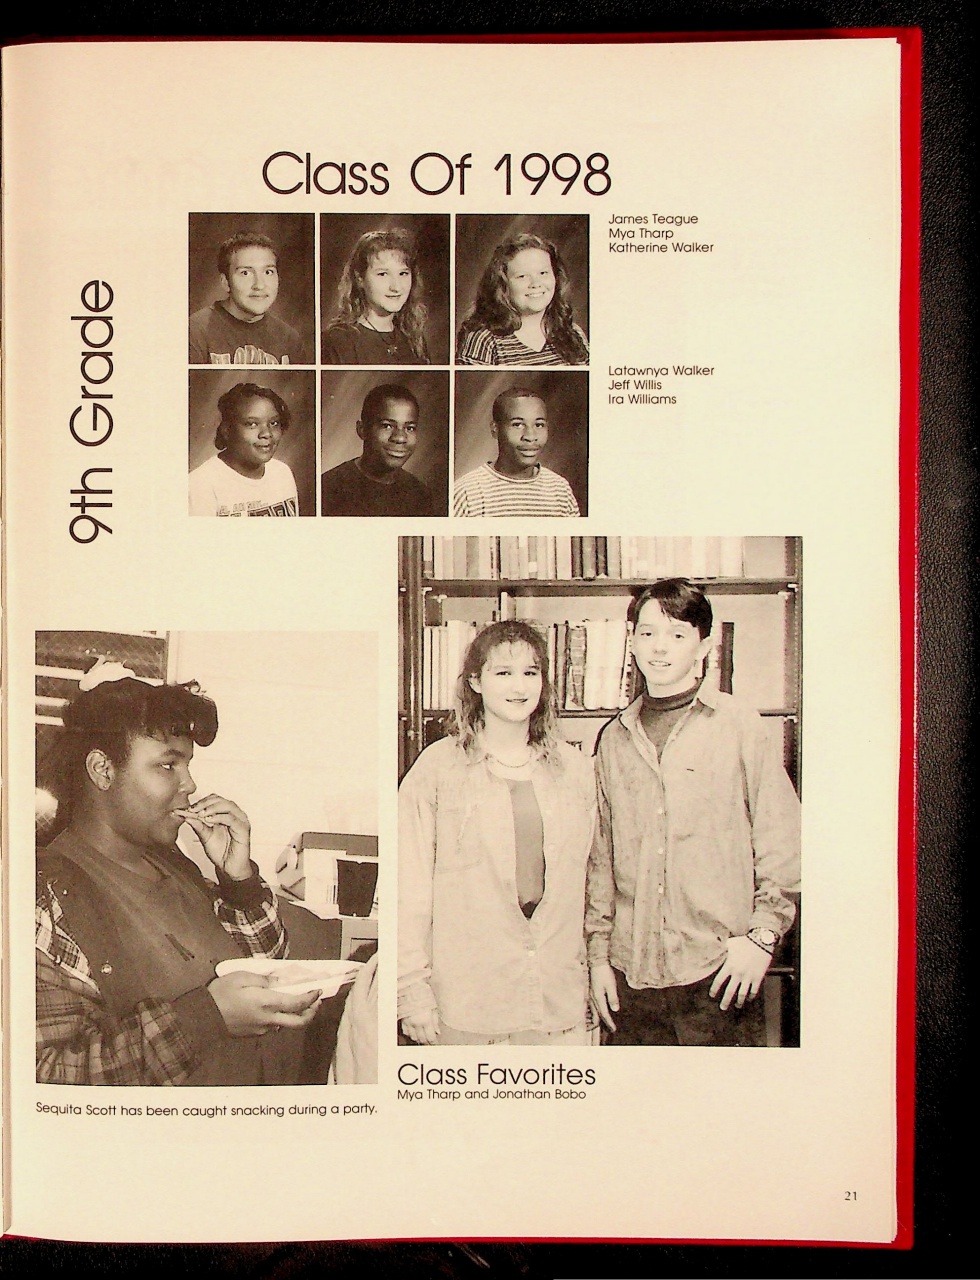 Class Of 1998
9th Grade
James Teague
Mya Tharp
Katherine Walker
Latawnya Walker
Jeff Willis
Ira Williams
Sequita Scott has been caught snacking during a party.
Class Favorites
Mya Tharp and Jonathan Bobo
21